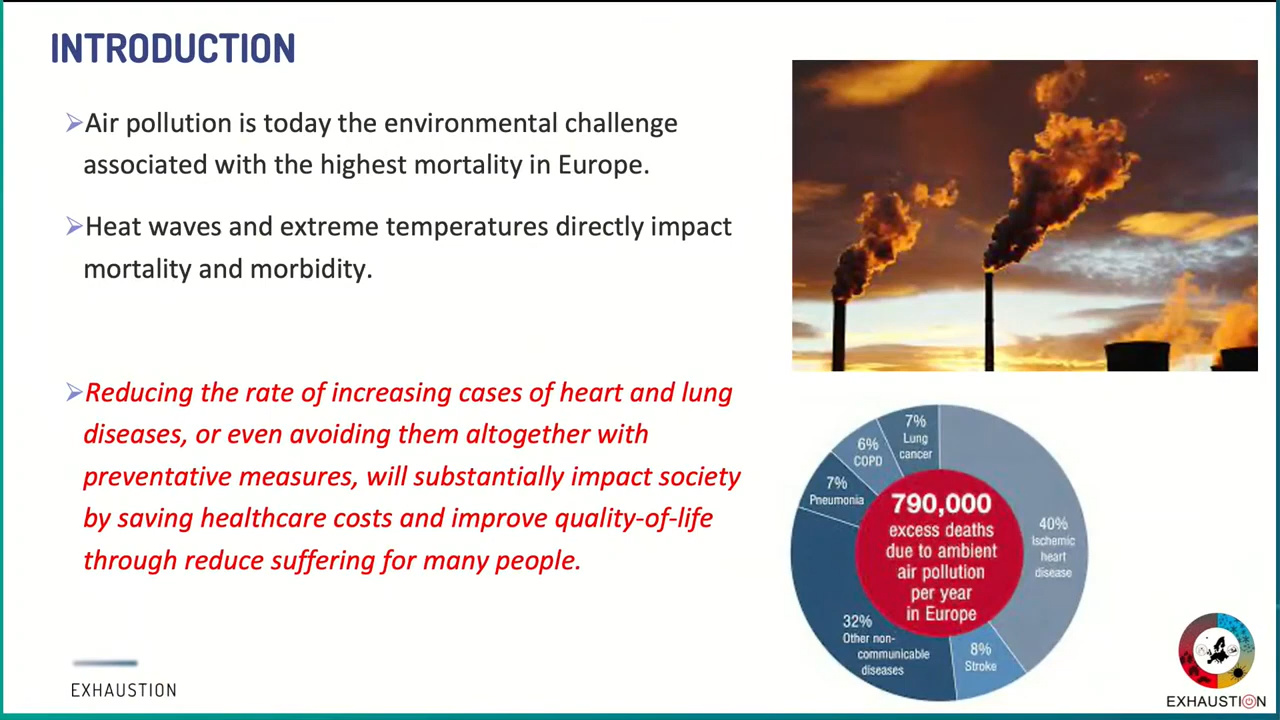 INTRODUCTION
Air pollution is today the environmental challenge
associated with the highest mortality in Europe.
Heat waves and extreme temperatures directly impact
mortality and morbidity.
Reducing the rate of increasing cases of heart and lung
diseases, or even avoiding them altogether with
preventative measures, will substantially impact society
by saving healthcare costs and improve quality-of-life
through reduce suffering for many people.
7%
Lung
cancer
6%
COPD
7%
Pneumonia
790,000
excess deaths
due to ambient
air pollution
per year
in Europe
40%
Ischemic
heart
disease
32%
Other non-
communicable
diseases
8%
Stroke
EXHAUSTION
EXHAUSTION